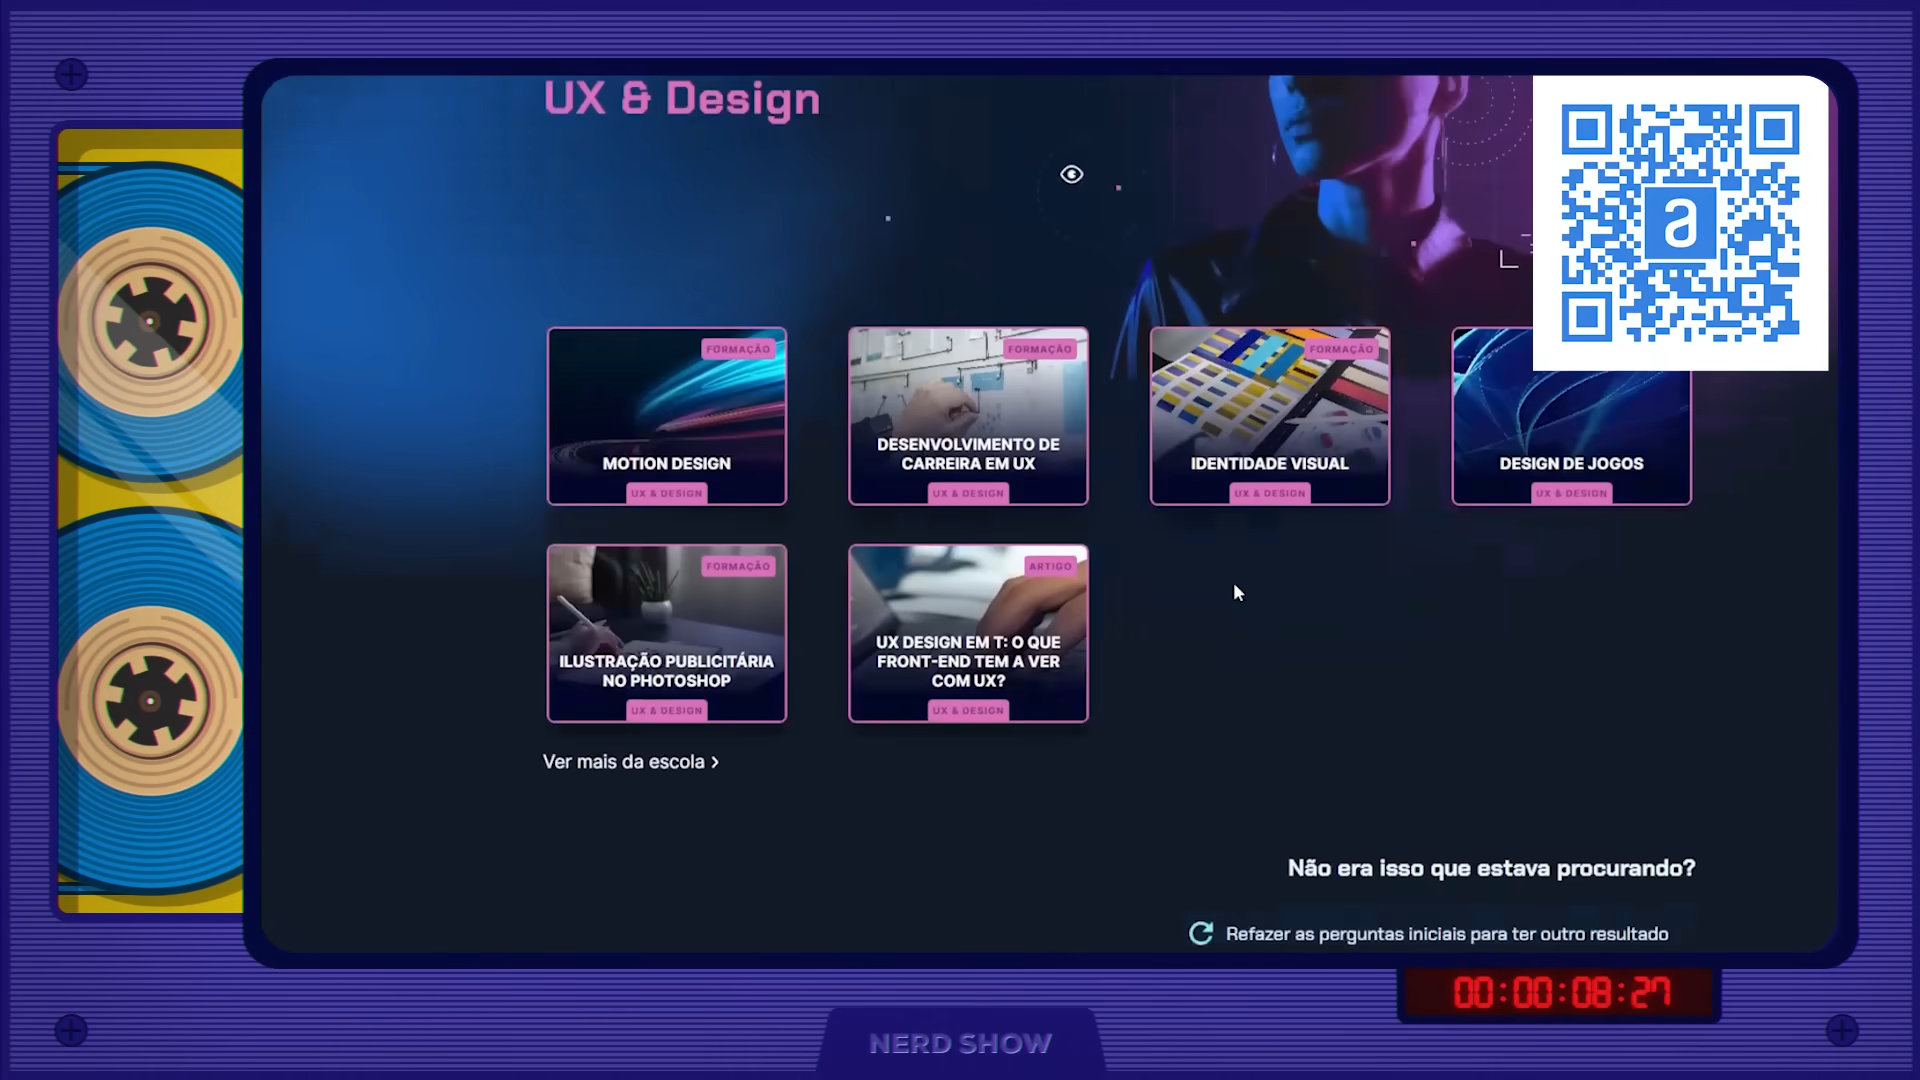 UX & Design
a
FORMAÇÃO
MOTION DESIGN
UX & DESIGN
FORMAÇÃO
DESENVOLVIMENTO DE
CARREIRA EM UX
UX & DESIGN
FORMAÇÃO
IDENTIDADE VISUAL
UX & DESIGN
DESIGN DE JOGOS
UX & DESIGN
FORMAÇÃO
ILUSTRAÇÃO PUBLICITÁRIA
NO PHOTOSHOP
UX & DESIGN
ARTIGO
UX DESIGN EM T: O QUE
FRONT-END TEM A VER
COM UX?
UX & DESIGN
Ver mais da escola >
Não era isso que estava procurando?
Refazer as perguntas iniciais para ter outro resultado
00:00:08:27
NERD SHOW